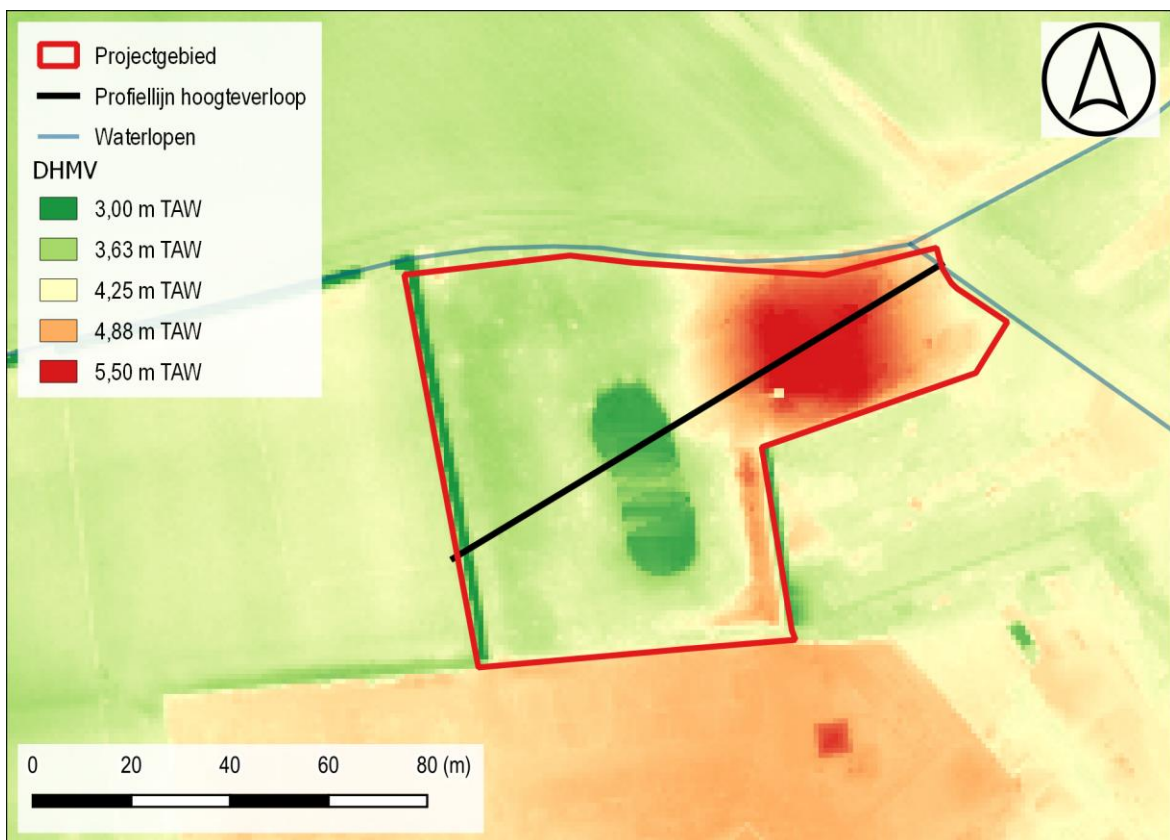 Projectgebied
Profiellijn hoogteverloop
Waterlopen
DHMV
3,00 m TAW
3,63 m TAW
4,25 m TAW
4,88 m TAW
5,50 m TAW
0 20 40 60 80 (m)